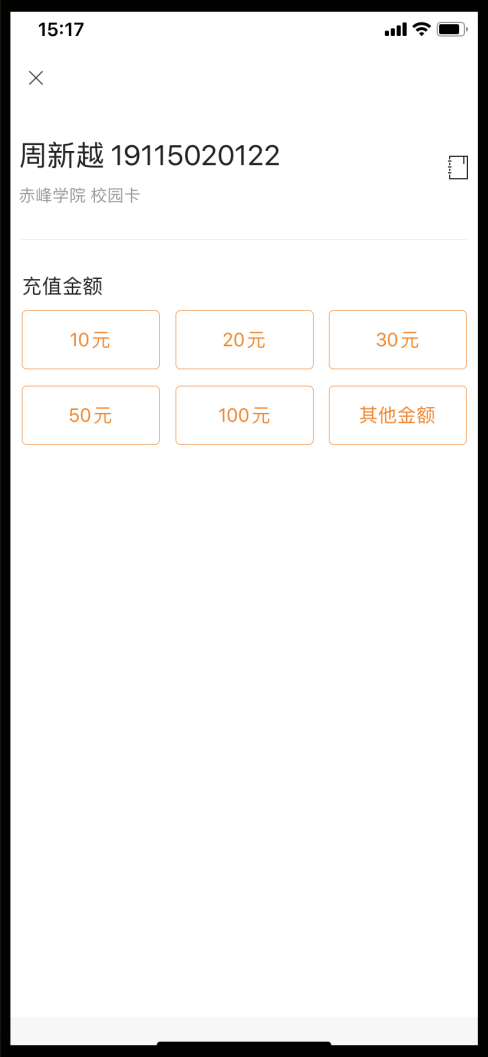 15:17
周新越 19115020122
赤峰学院 校园卡
充值金额
10元 20元 30元
50元 100元 其他金额